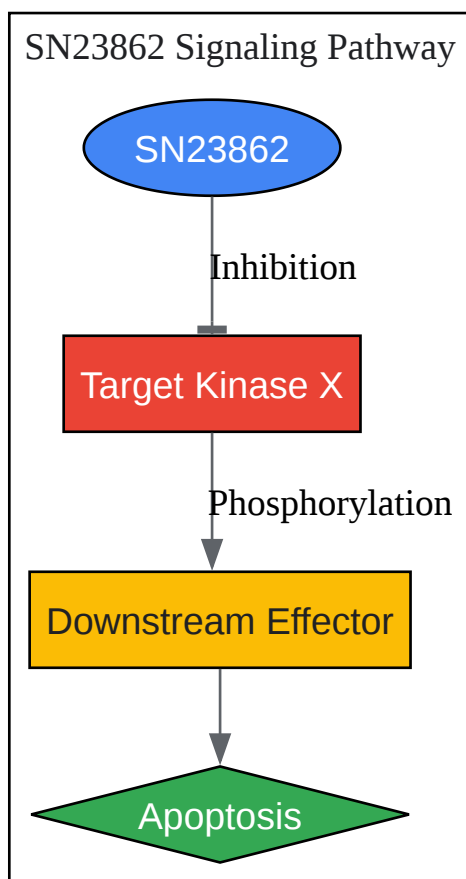 SN23862 Signaling Pathway
SN23862
Inhibition
Target Kinase X
Phosphorylation
Downstream Effector
Apoptosis